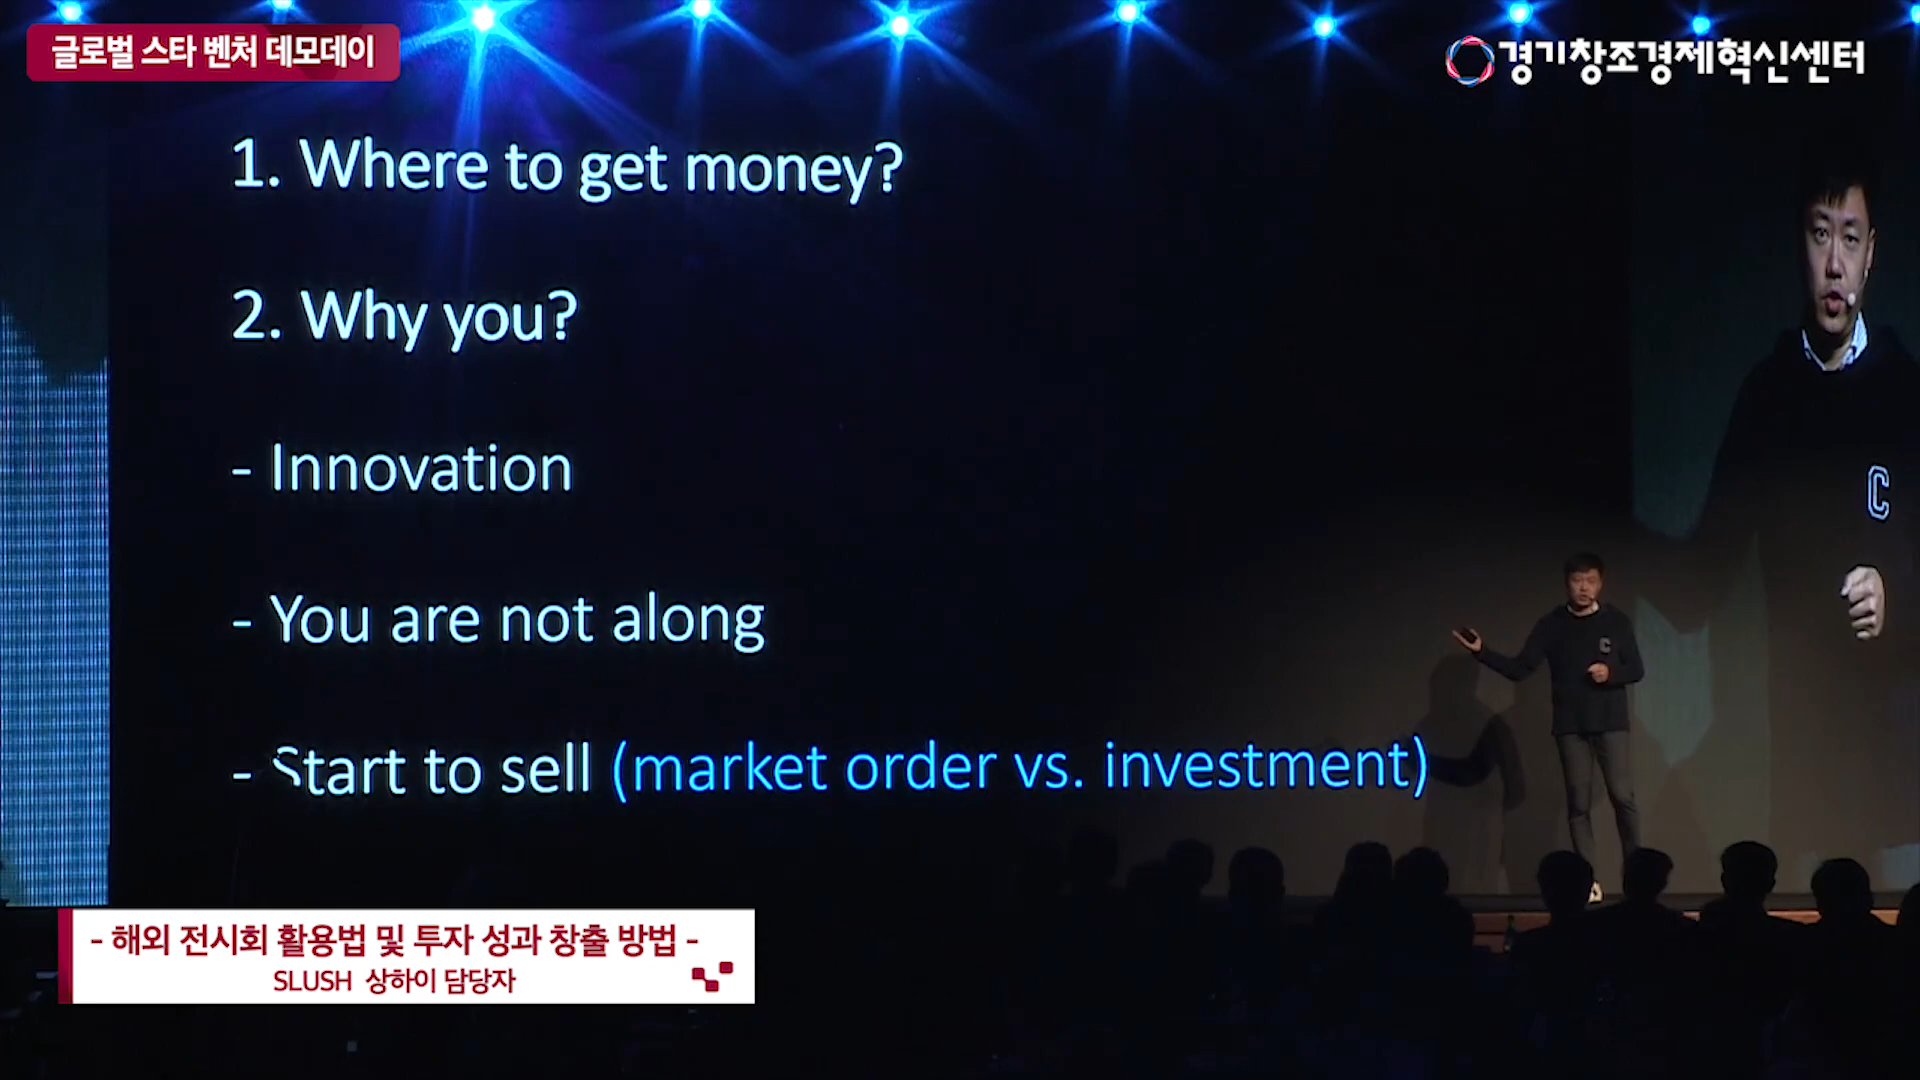 글로벌 스타 벤처 데모데이
경기창조경제혁신센터
1. Where to get money?
2. Why you?
- Innovation
- You are not along
- Start to sell (market order vs. investment)
C
C
- 해외 전시회 활용법 및 투자 성과 창출 방법 -
SLUSH 상하이 담당자